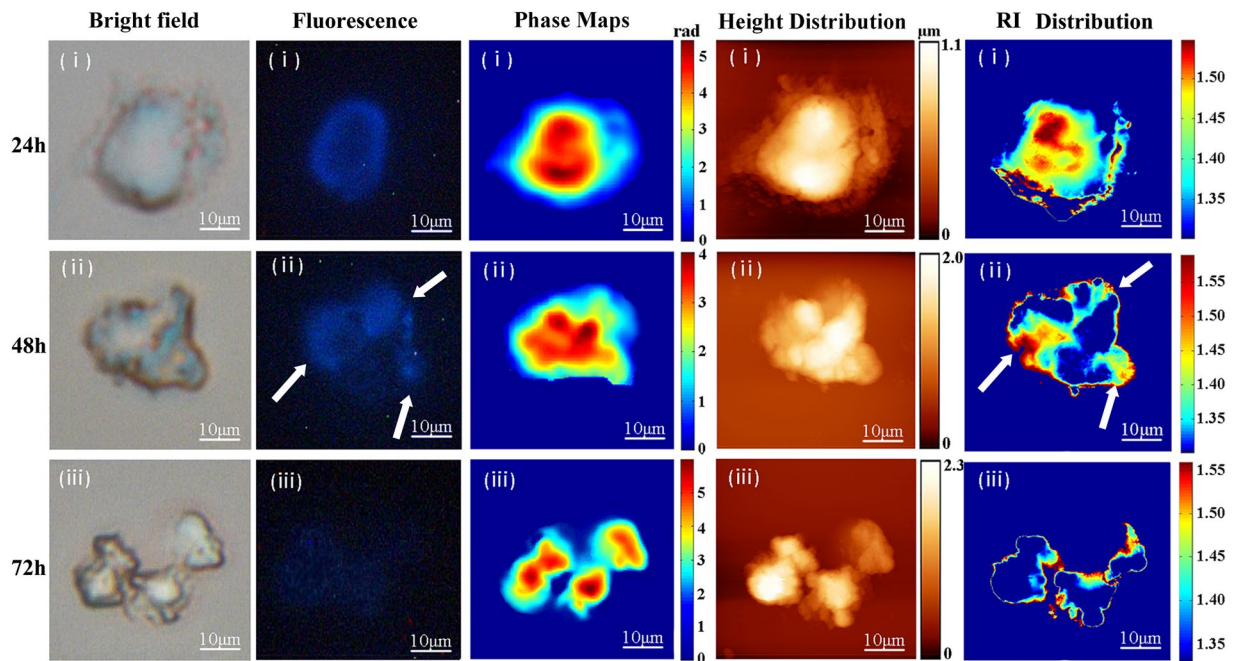 Bright field Fluorescence Phase Maps Height Distribution RI Distribution
rad μm
(i) (i) (i) (i) (i)
24h
5 4 3 2 1 0
1.1 0
1.50 1.45 1.40 1.35
10μm 10μm 10μm 10μm 10μm
(ii) (ii) (ii) (ii) (ii)
48h
4 3 2 1 0
2.0 0
1.55 1.50 1.45 1.40 1.35
10μm 10μm 10μm 10μm 10μm
(iii) (iii) (iii) (iii) (iii)
72h
5 4 3 2 1 0
2.3 0
1.55 1.50 1.45 1.40 1.35
10μm 10μm 10μm 10μm 10μm